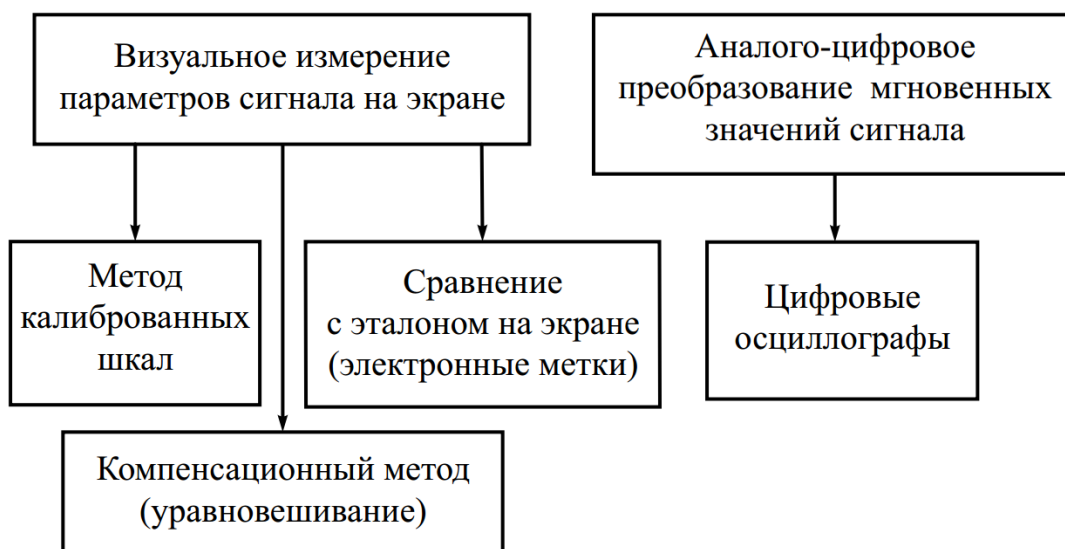 Визуальное измерение
параметров сигнала на экране
Аналого-цифровое
преобразование мгновенных
значений сигнала
Метод
калиброванных
шкал
Сравнение
с эталоном на экране
(электронные метки)
Цифровые
осциллографы
Компенсационный метод
(уравновешивание)